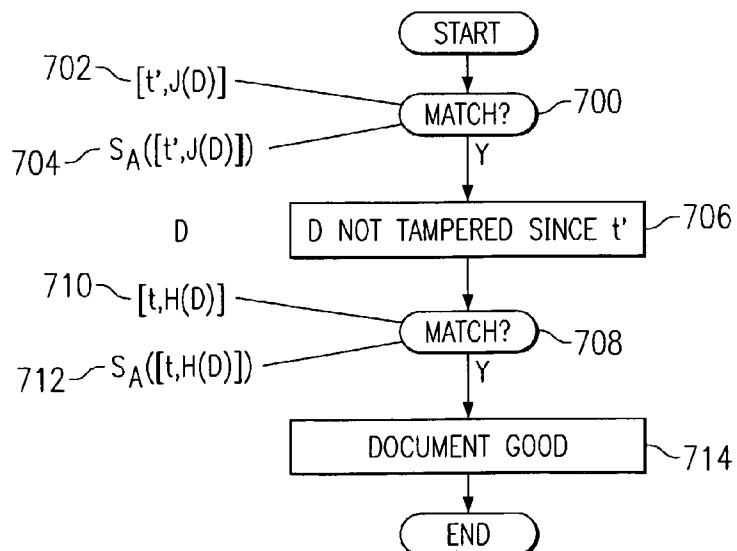 START
702
[t',J(D)]
MATCH?
700
704
S_A([t',J(D)])
Y
D
D NOT TAMPERED SINCE t'
706
710
[t,H(D)]
MATCH?
708
712
S_A([t,H(D)])
Y
DOCUMENT GOOD
714
END